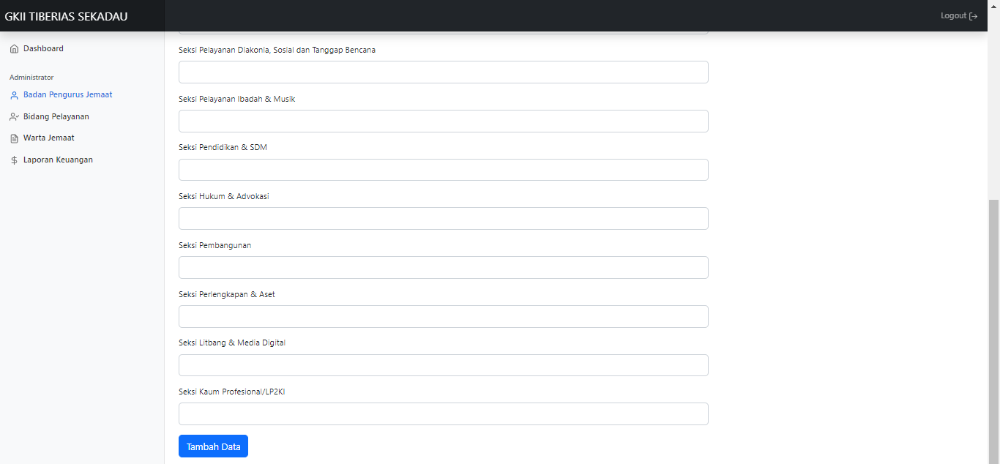 GKII TIBERIAS SEKADAU
Logout
Dashboard
Administrator
Badan Pengurus Jemaat
Bidang Pelayanan
Warta Jemaat
Laporan Keuangan
Seksi Pelayanan Diakonia, Sosial dan Tanggap Bencana
Seksi Pelayanan Ibadah & Musik
Seksi Pendidikan & SDM
Seksi Hukum & Advokasi
Seksi Pembangunan
Seksi Perlengkapan & Aset
Seksi Litbang & Media Digital
Seksi Kaum Profesional/LP2KI
Tambah Data